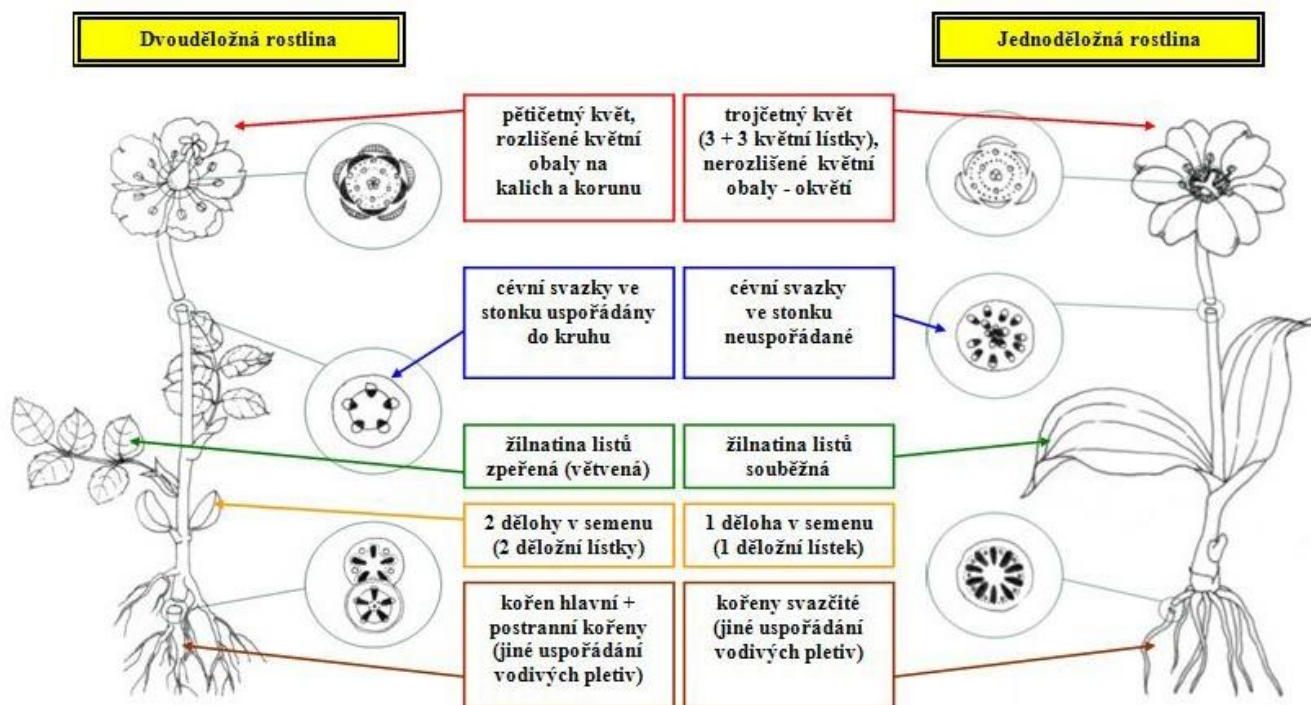 Dvouděložná rostlina
Jednoděložná rostlina
pětičetný květ,
rozlišené květní
obaly na
kalich a korunu
trojčetný květ
(3 + 3 květní lístky),
nerozlišené květní
obaly - okvětí
cévní svazky ve
stonku uspořádány
do kruhu
cévní svazky
ve stonku
neuspořádané
žilnatina listů
zpeřená (větvená)
žilnatina listů
souběžná
2 dělohy v semenu
(2 děložní lístky)
1 děloha v semenu
(1 děložní lístek)
kořen hlavní +
postranní kořeny
(jiné uspořádání
vodivých pletiv)
kořeny svazčité
(jiné uspořádání
vodivých pletiv)